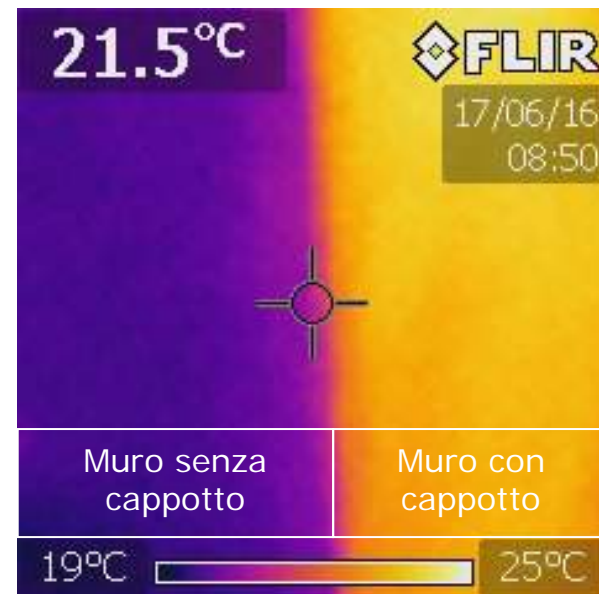 21.5°C
FLIR
17/06/16
08:50
Muro senza
cappotto
Muro con
cappotto
19°C
25°C